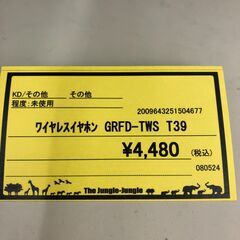 KD/その他 その他
程度:未使用
2009643251504677
ワイヤレスイヤホン GRFD-TWS T39
¥4,480(税込)
080524
The Jungle-Jungle